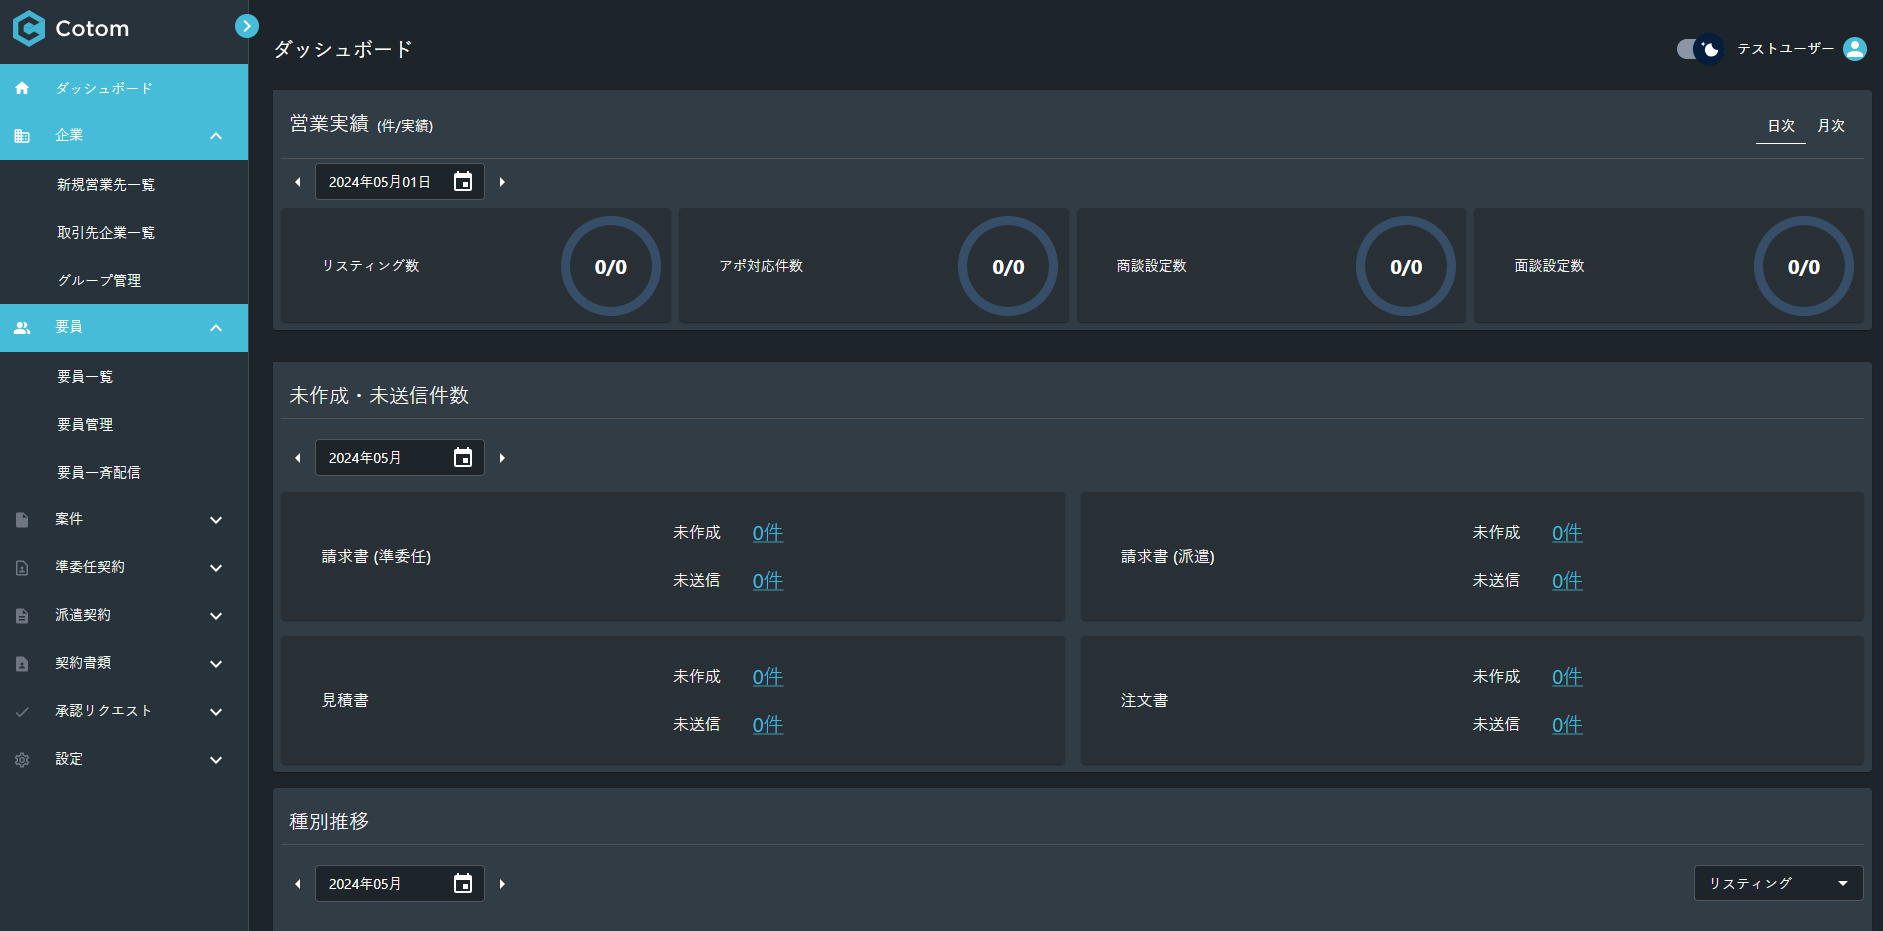 Cotom
ダッシュボード
企業
新規営業先一覧
取引先企業一覧
グループ管理
要員
要員一覧
要員管理
要員一斉配信
案件
準委任契約
派遣契約
契約書類
承認リクエスト
設定
ダッシュボード
テストユーザー
営業実績 (件/実績)
日次 月次
2024年05月01日
リスティング数 0/0
アポ対応件数 0/0
商談設定数 0/0
面談設定数 0/0
未作成・未送信件数
2024年05月
請求書 (準委任)
未作成 0件
未送信 0件
請求書 (派遣)
未作成 0件
未送信 0件
見積書
未作成 0件
未送信 0件
注文書
未作成 0件
未送信 0件
種別推移
2024年05月
リスティング